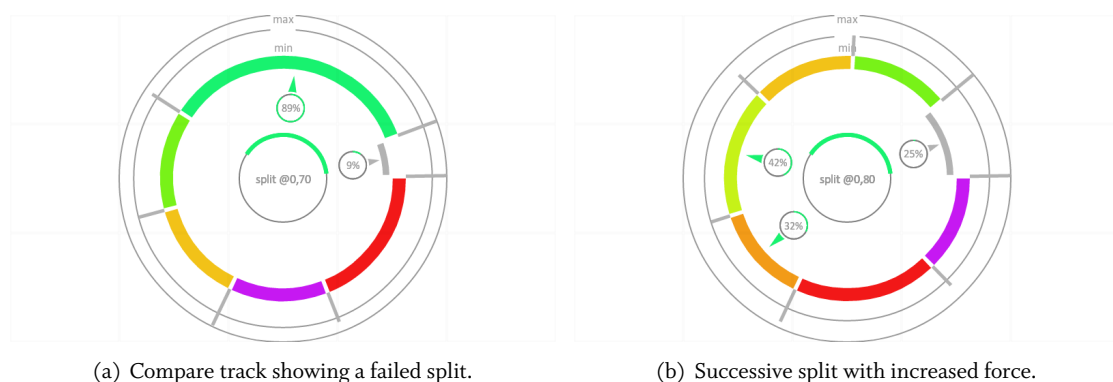 max
min
89%
9%
split @0,70
max
min
25%
42%
split @0,80
32%
(a) Compare track showing a failed split.
(b) Successive split with increased force.